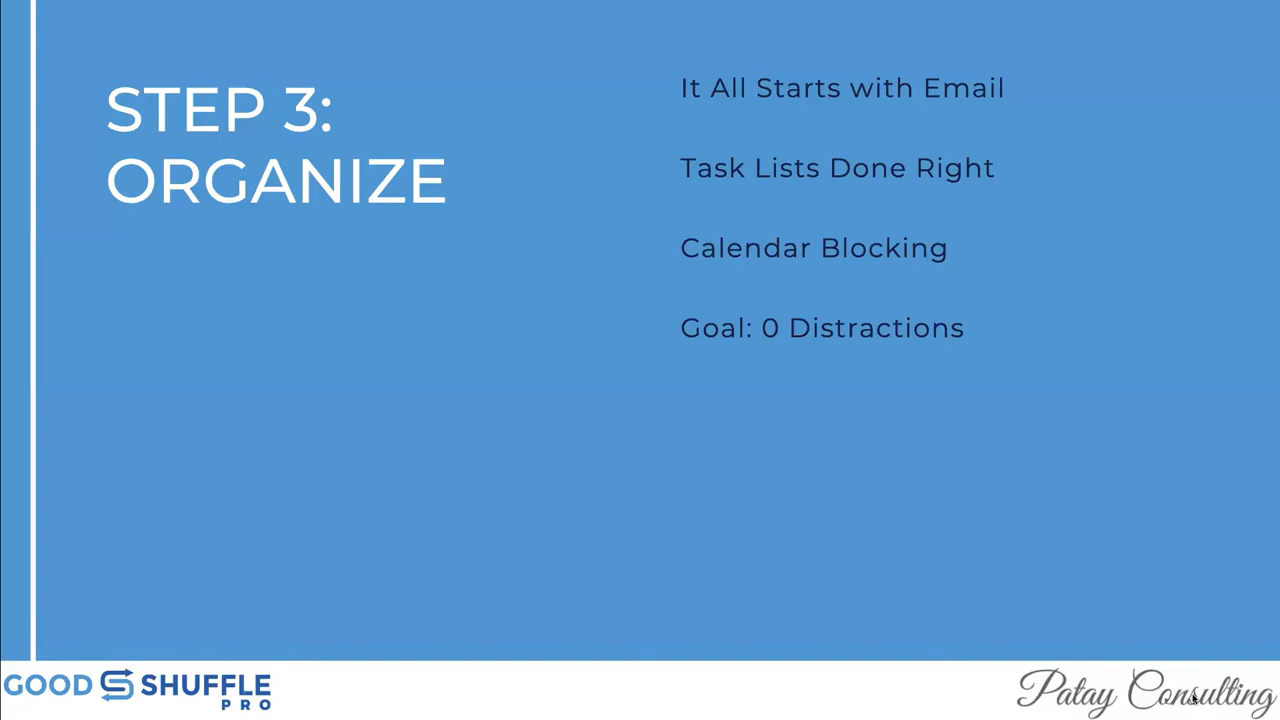 STEP 3:
ORGANIZE
It All Starts with Email
Task Lists Done Right
Calendar Blocking
Goal: 0 Distractions
GOOD SHUFFLE
PRO
Patay Consulting